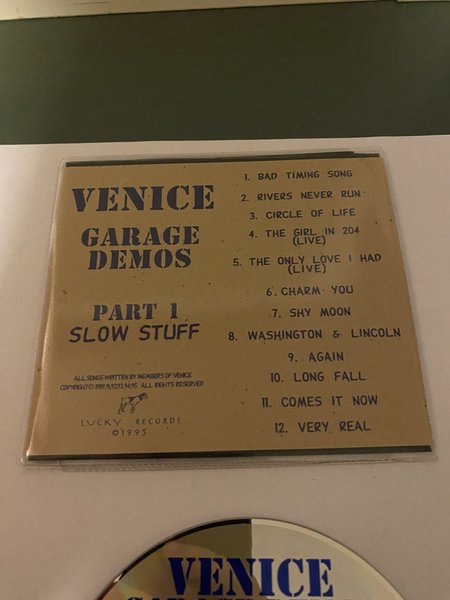 VENICE
GARAGE
DEMOS
PART 1
SLOW STUFF
ALL SONGS WRITTEN BY MEMBERS OF VENICE
ALL RIGHTS RESERVED
LUCKY RECORDS
©1995
1. BAD TIMING SONG
2. RIVERS NEVER RUN
3. CIRCLE OF LIFE
4. THE GIRL IN 204
(LIVE)
5. THE ONLY LOVE I HAD
(LIVE)
6. CHARM YOU
7. SHY MOON
8. WASHINGTON & LINCOLN
9. AGAIN
10. LONG FALL
11. COMES IT NOW
12. VERY REAL
VENICE